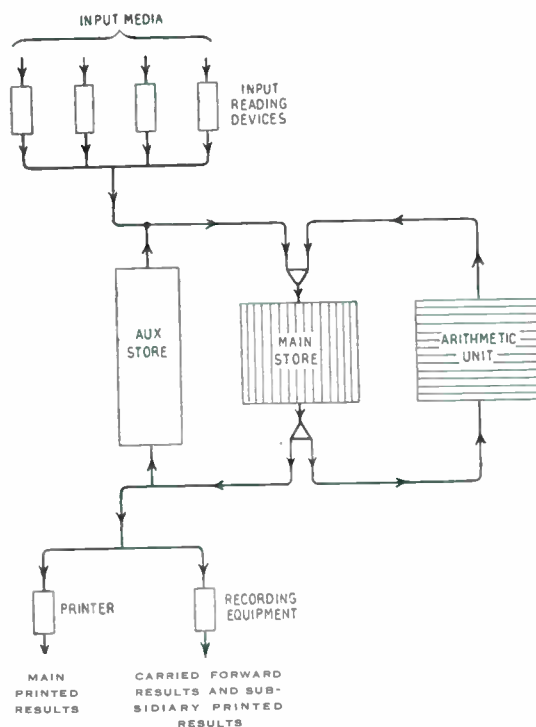 INPUT MEDIA
INPUT
READING
DEVICES
AUX
STORE
MAIN
STORE
ARITHMETIC
UNIT
PRINTER
RECORDING
EQUIPMENT
MAIN
PRINTED
RESULTS
CARRIED FORWARD
RESULTS AND SUB-
SIDIARY PRINTED
RESULTS